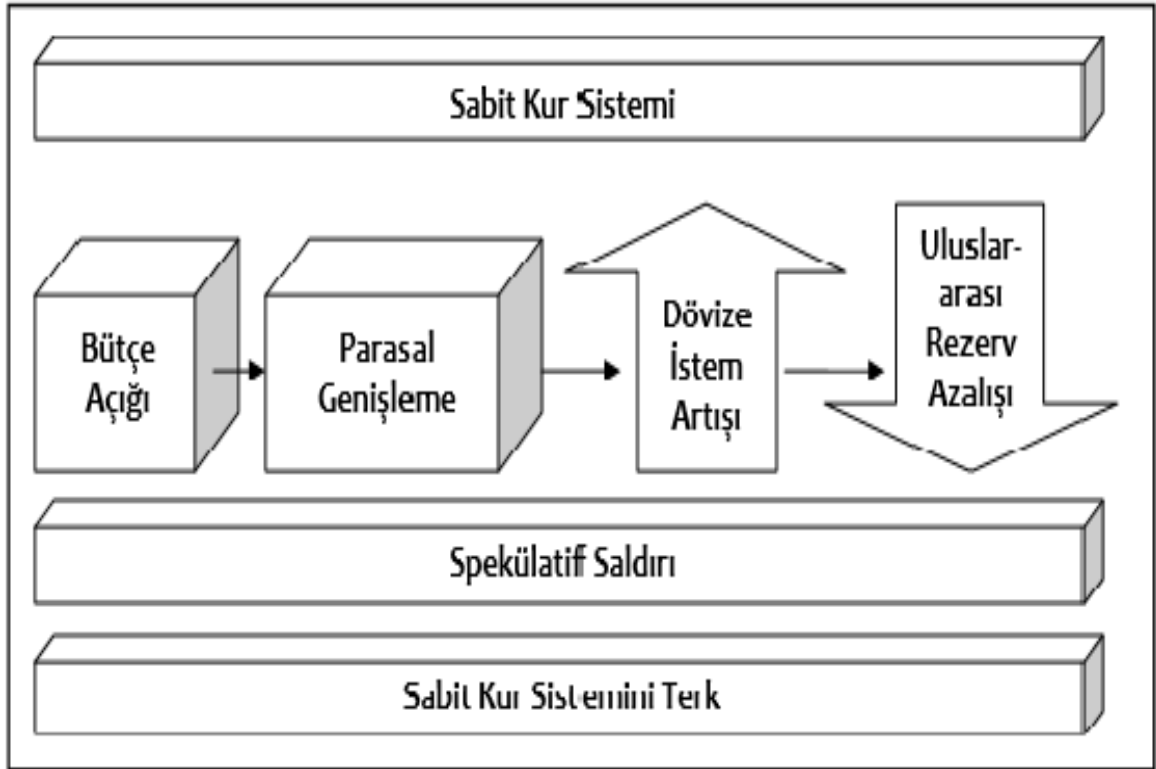 Sabit Kur Sistemi
Bütçe
Açığı
Parasal
Genişleme
Dövize
İstem
Artışı
Uluslar-
arası
Rezerv
Azalışı
Spekülatif Saldırı
Sabit Kur Sistemini Terk